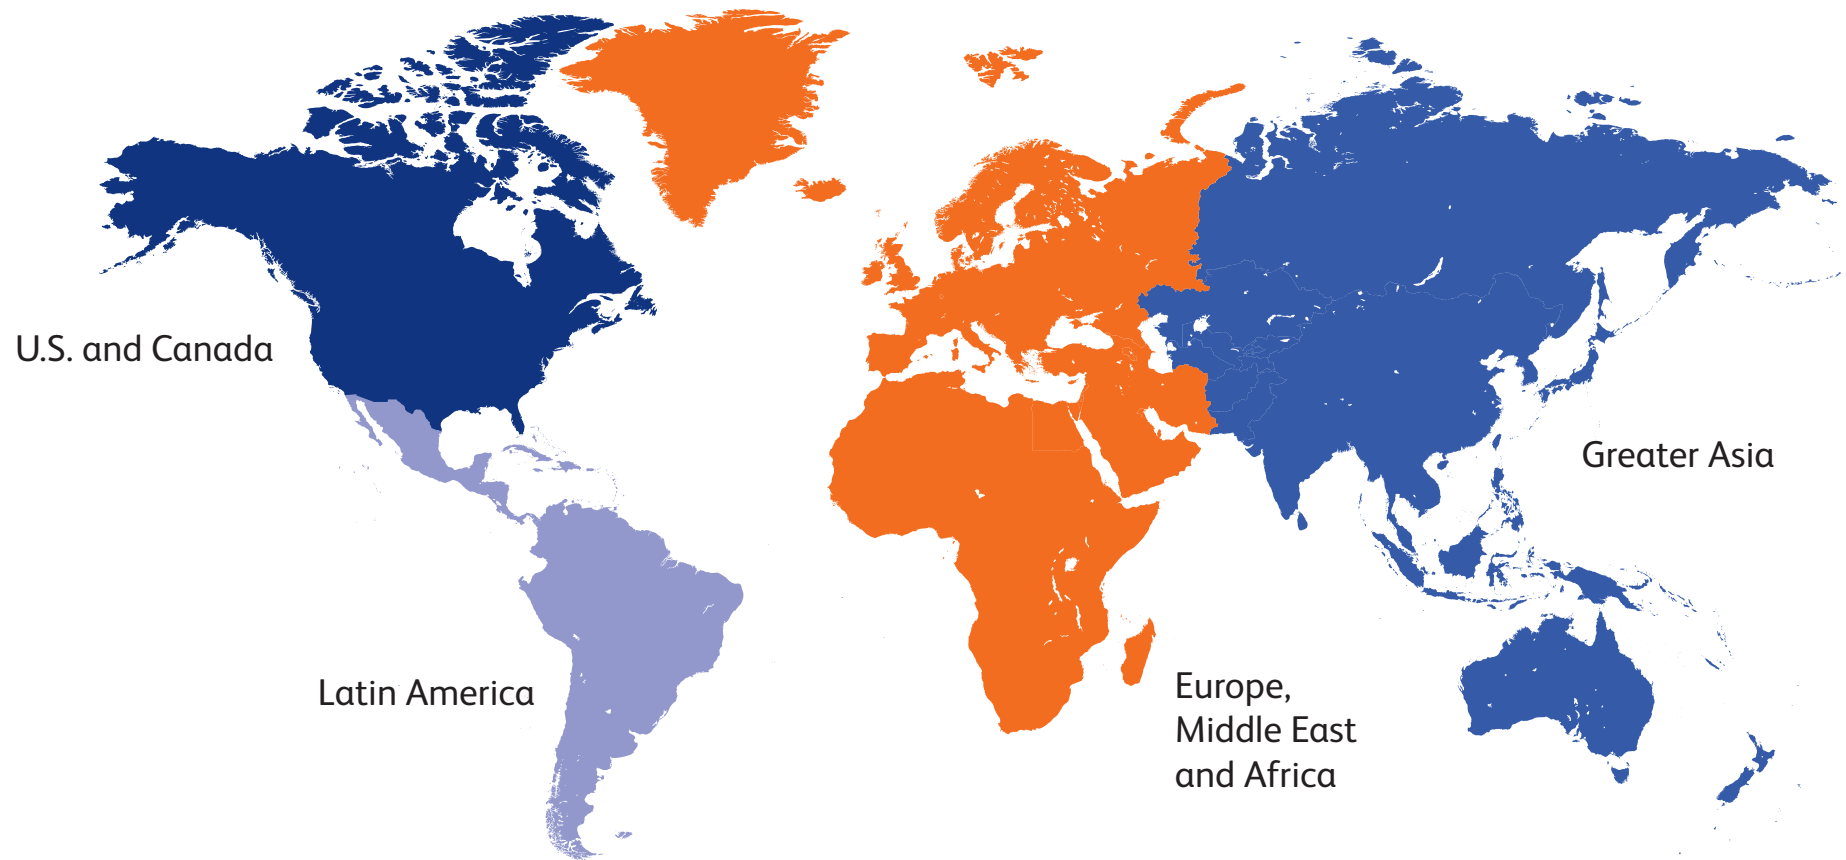 U.S. and Canada
Greater Asia
Latin America
Europe,
Middle East
and Africa